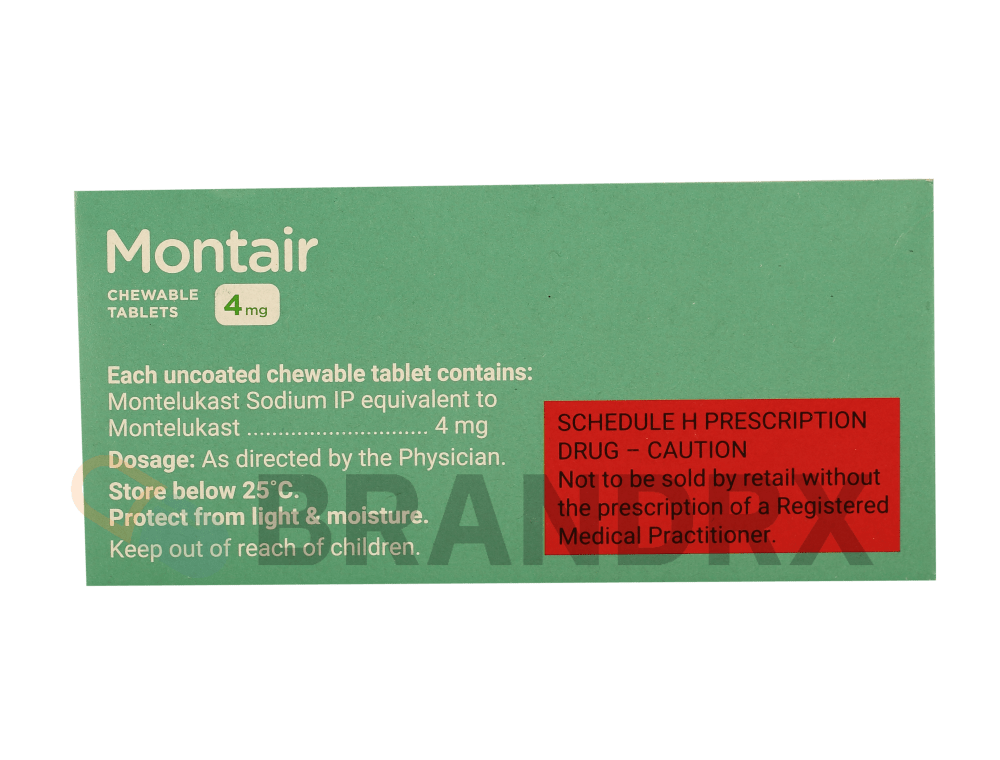 Montair
CHEWABLE
TABLETS
4 mg
Each uncoated chewable tablet contains:
Montelukast Sodium IP equivalent to
Montelukast ............................ 4 mg
Dosage: As directed by the Physician.
Store below 25°C.
Protect from light & moisture.
Keep out of reach of children.
SCHEDULE H PRESCRIPTION
DRUG – CAUTION
Not to be sold by retail without
the prescription of a Registered
Medical Practitioner.
BRANDRX